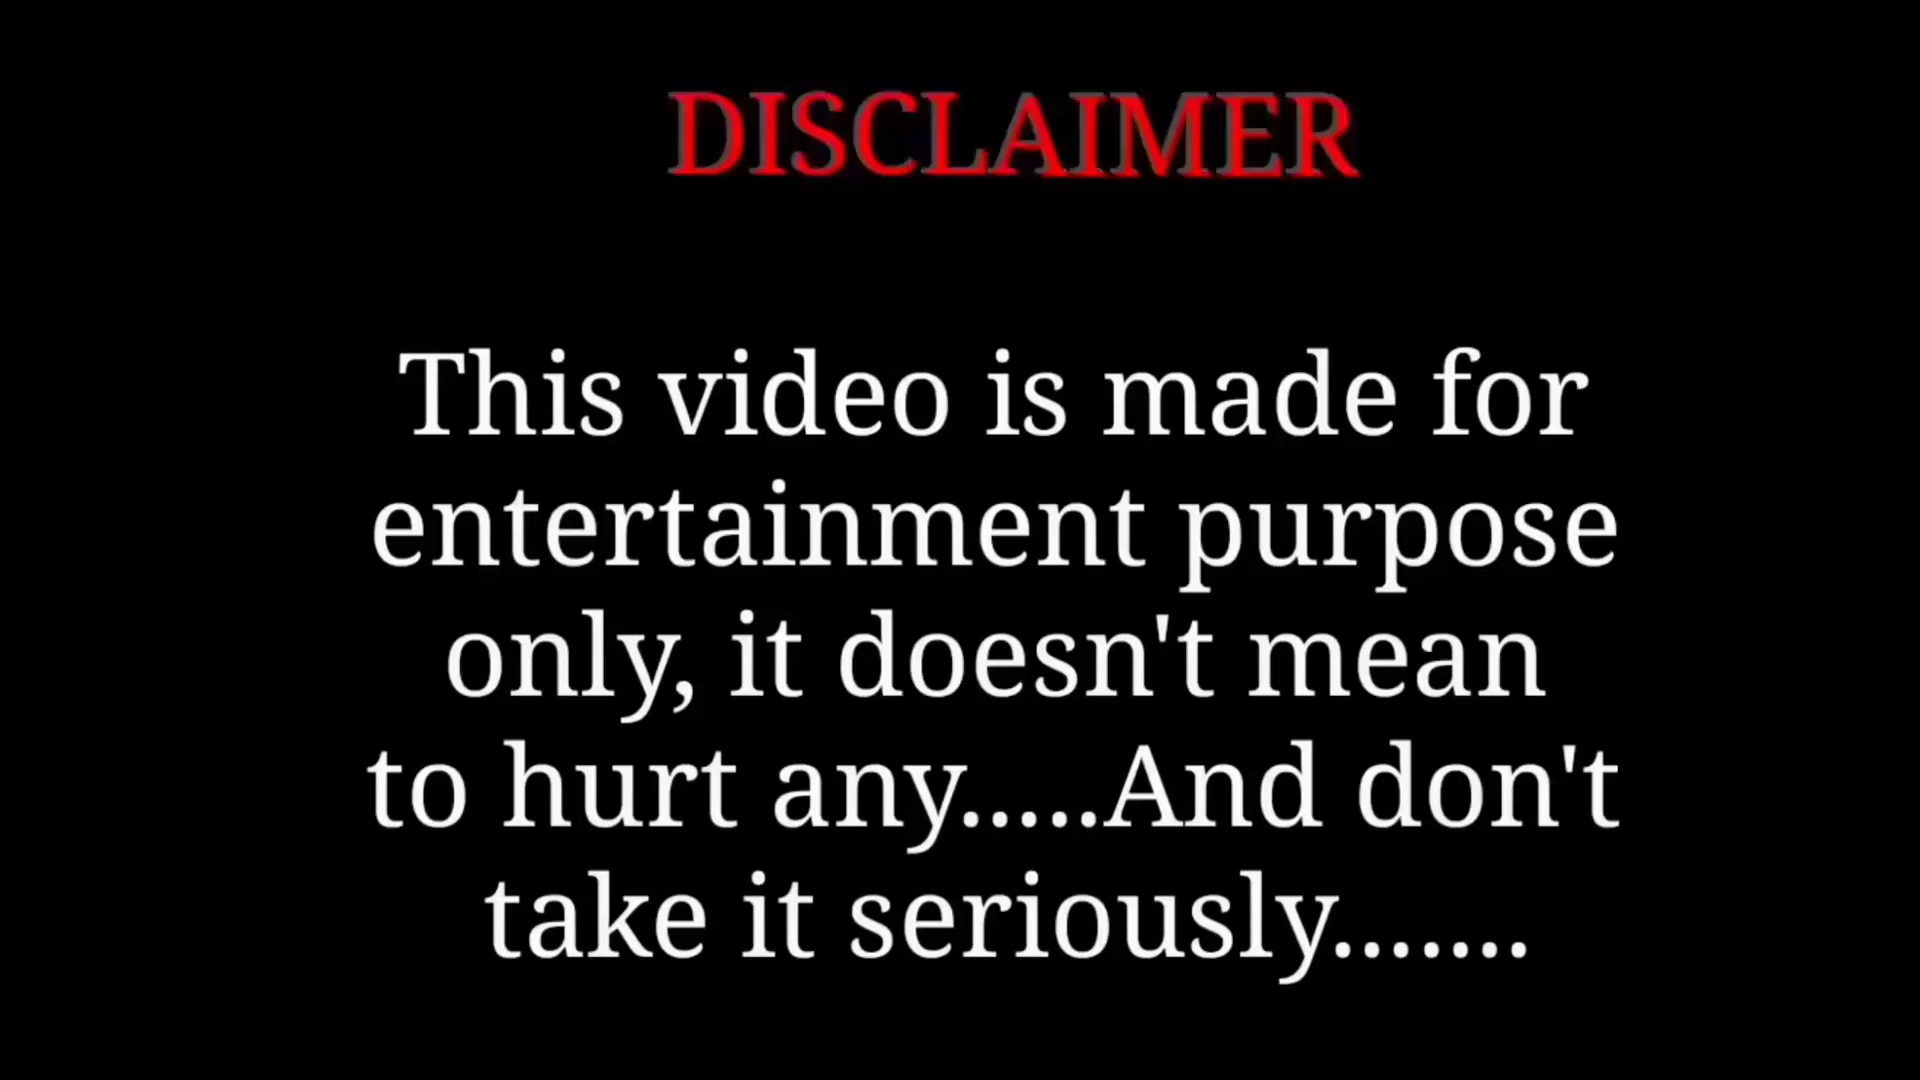 DISCLAIMER
This video is made for
entertainment purpose
only, it doesn't mean
to hurt any.....And don't
take it seriously.......